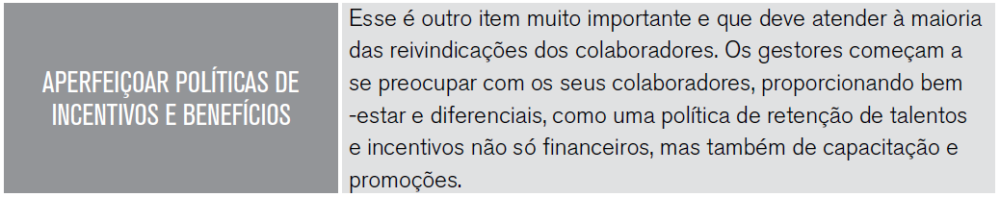 APERFEIÇOAR POLÍTICAS DE
INCENTIVOS E BENEFÍCIOS
Esse é outro item muito importante e que deve atender à maioria
das reivindicações dos colaboradores. Os gestores começam a
se preocupar com os seus colaboradores, proporcionando bem
-estar e diferenciais, como uma política de retenção de talentos
e incentivos não só financeiros, mas também de capacitação e
promoções.